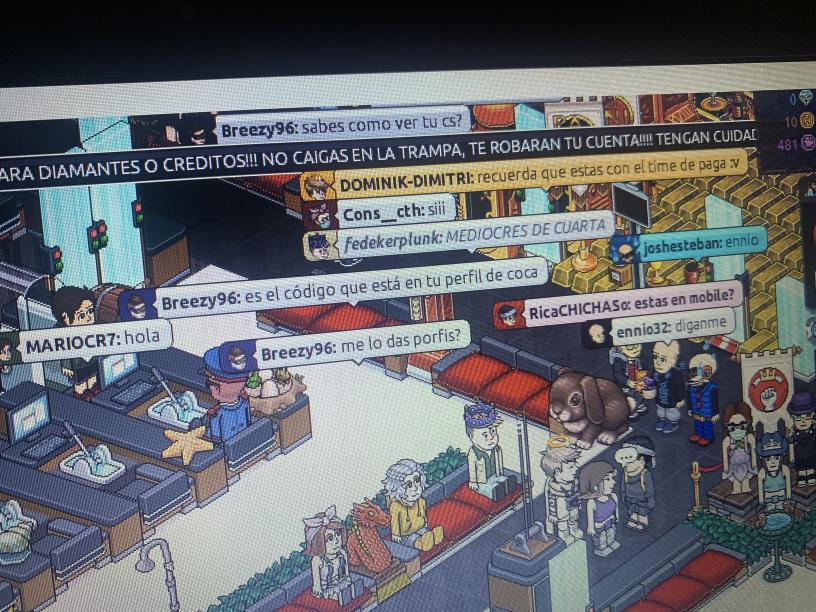 Breezy96: sabes como ver tu cs?
ARA DIAMANTES O CREDITOS!!! NO CAIGAS EN LA TRAMPA, TE ROBARAN TU CUENTA!!!! TENGAN CUIDAD
0
10
481
DOMINIK-DIMITRI: recuerda que estas con el time de paga :v
Cons__cth: siii
fedekerplunk: MEDIOCRES DE CUARTA
joshesteban: ennio
Breezy96: es el código que está en tu perfil de coca
RicaCHICHASo: estas en mobile?
ennio32: diganme
MARIOCR7: hola
Breezy96: me lo das porfis?